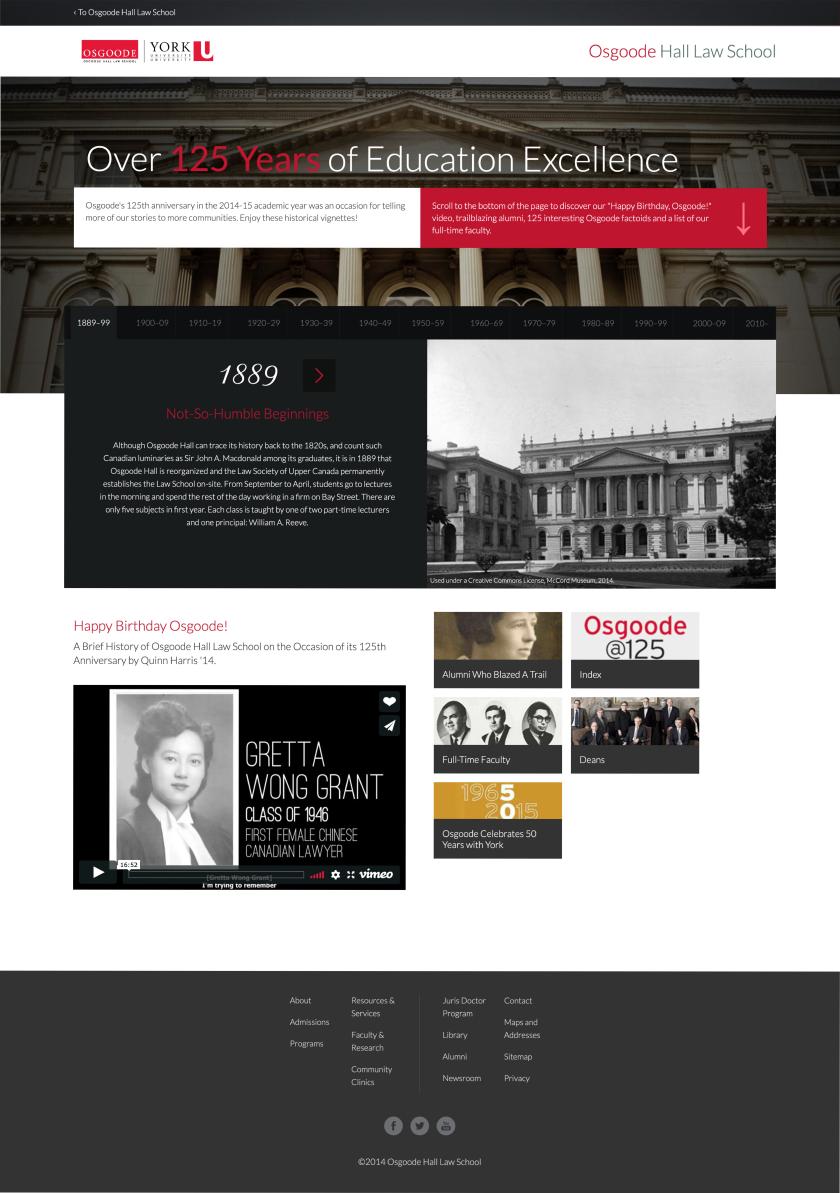 ‹ To Osgoode Hall Law School
OSGOODE
OSGOODE HALL LAW SCHOOL
YORK
UNIVERSITÉ
UNIVERSITY
U
Osgoode Hall Law School
Over 125 Years of Education Excellence
Osgoode's 125th anniversary in the 2014-15 academic year was an occasion for telling
more of our stories to more communities. Enjoy these historical vignettes!
Scroll to the bottom of the page to discover our "Happy Birthday, Osgoode!"
video, trailblazing alumni, 125 interesting Osgoode factoids and a list of our
full-time faculty.
1889–99 1900–09 1910–19 1920–29 1930–39 1940–49 1950–59 1960–69 1970–79 1980–89 1990–99 2000–09 2010–
1889
Not-So-Humble Beginnings
Although Osgoode Hall can trace its history back to the 1820s, and count such
Canadian luminaries as Sir John A. Macdonald among its graduates, it is in 1889 that
Osgoode Hall is reorganized and the Law Society of Upper Canada permanently
establishes the Law School on-site. From September to April, students go to lectures
in the morning and spend the rest of the day working in a firm on Bay Street. There are
only five subjects in first year. Each class is taught by one of two part-time lecturers
and one principal: William A. Reeve.
Used under a Creative Commons License, McCord Museum, 2014.
Happy Birthday Osgoode!
A Brief History of Osgoode Hall Law School on the Occasion of its 125th
Anniversary by Quinn Harris '14.
GRETTA
WONG GRANT
CLASS OF 1946
FIRST FEMALE CHINESE
CANADIAN LAWYER
16:52
vimeo
[Gretta Wong Grant]
I'm trying to remember
Alumni Who Blazed A Trail
Osgoode
@125
Index
Full-Time Faculty
Deans
1965
2015
Osgoode Celebrates 50
Years with York
About
Admissions
Programs
Resources &
Services
Faculty &
Research
Community
Clinics
Juris Doctor
Program
Library
Alumni
Newsroom
Contact
Maps and
Addresses
Sitemap
Privacy
©2014 Osgoode Hall Law School